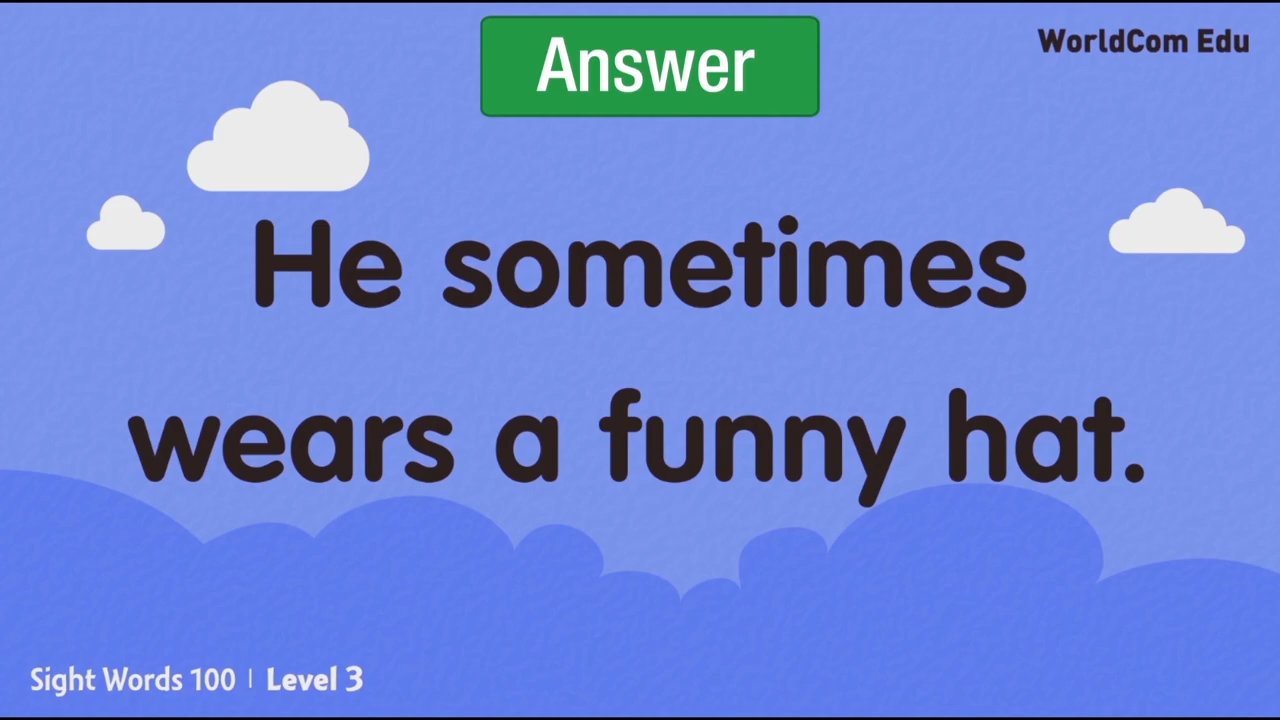 Answer
WorldCom Edu
He sometimes
wears a funny hat.
Sight Words 100 | Level 3